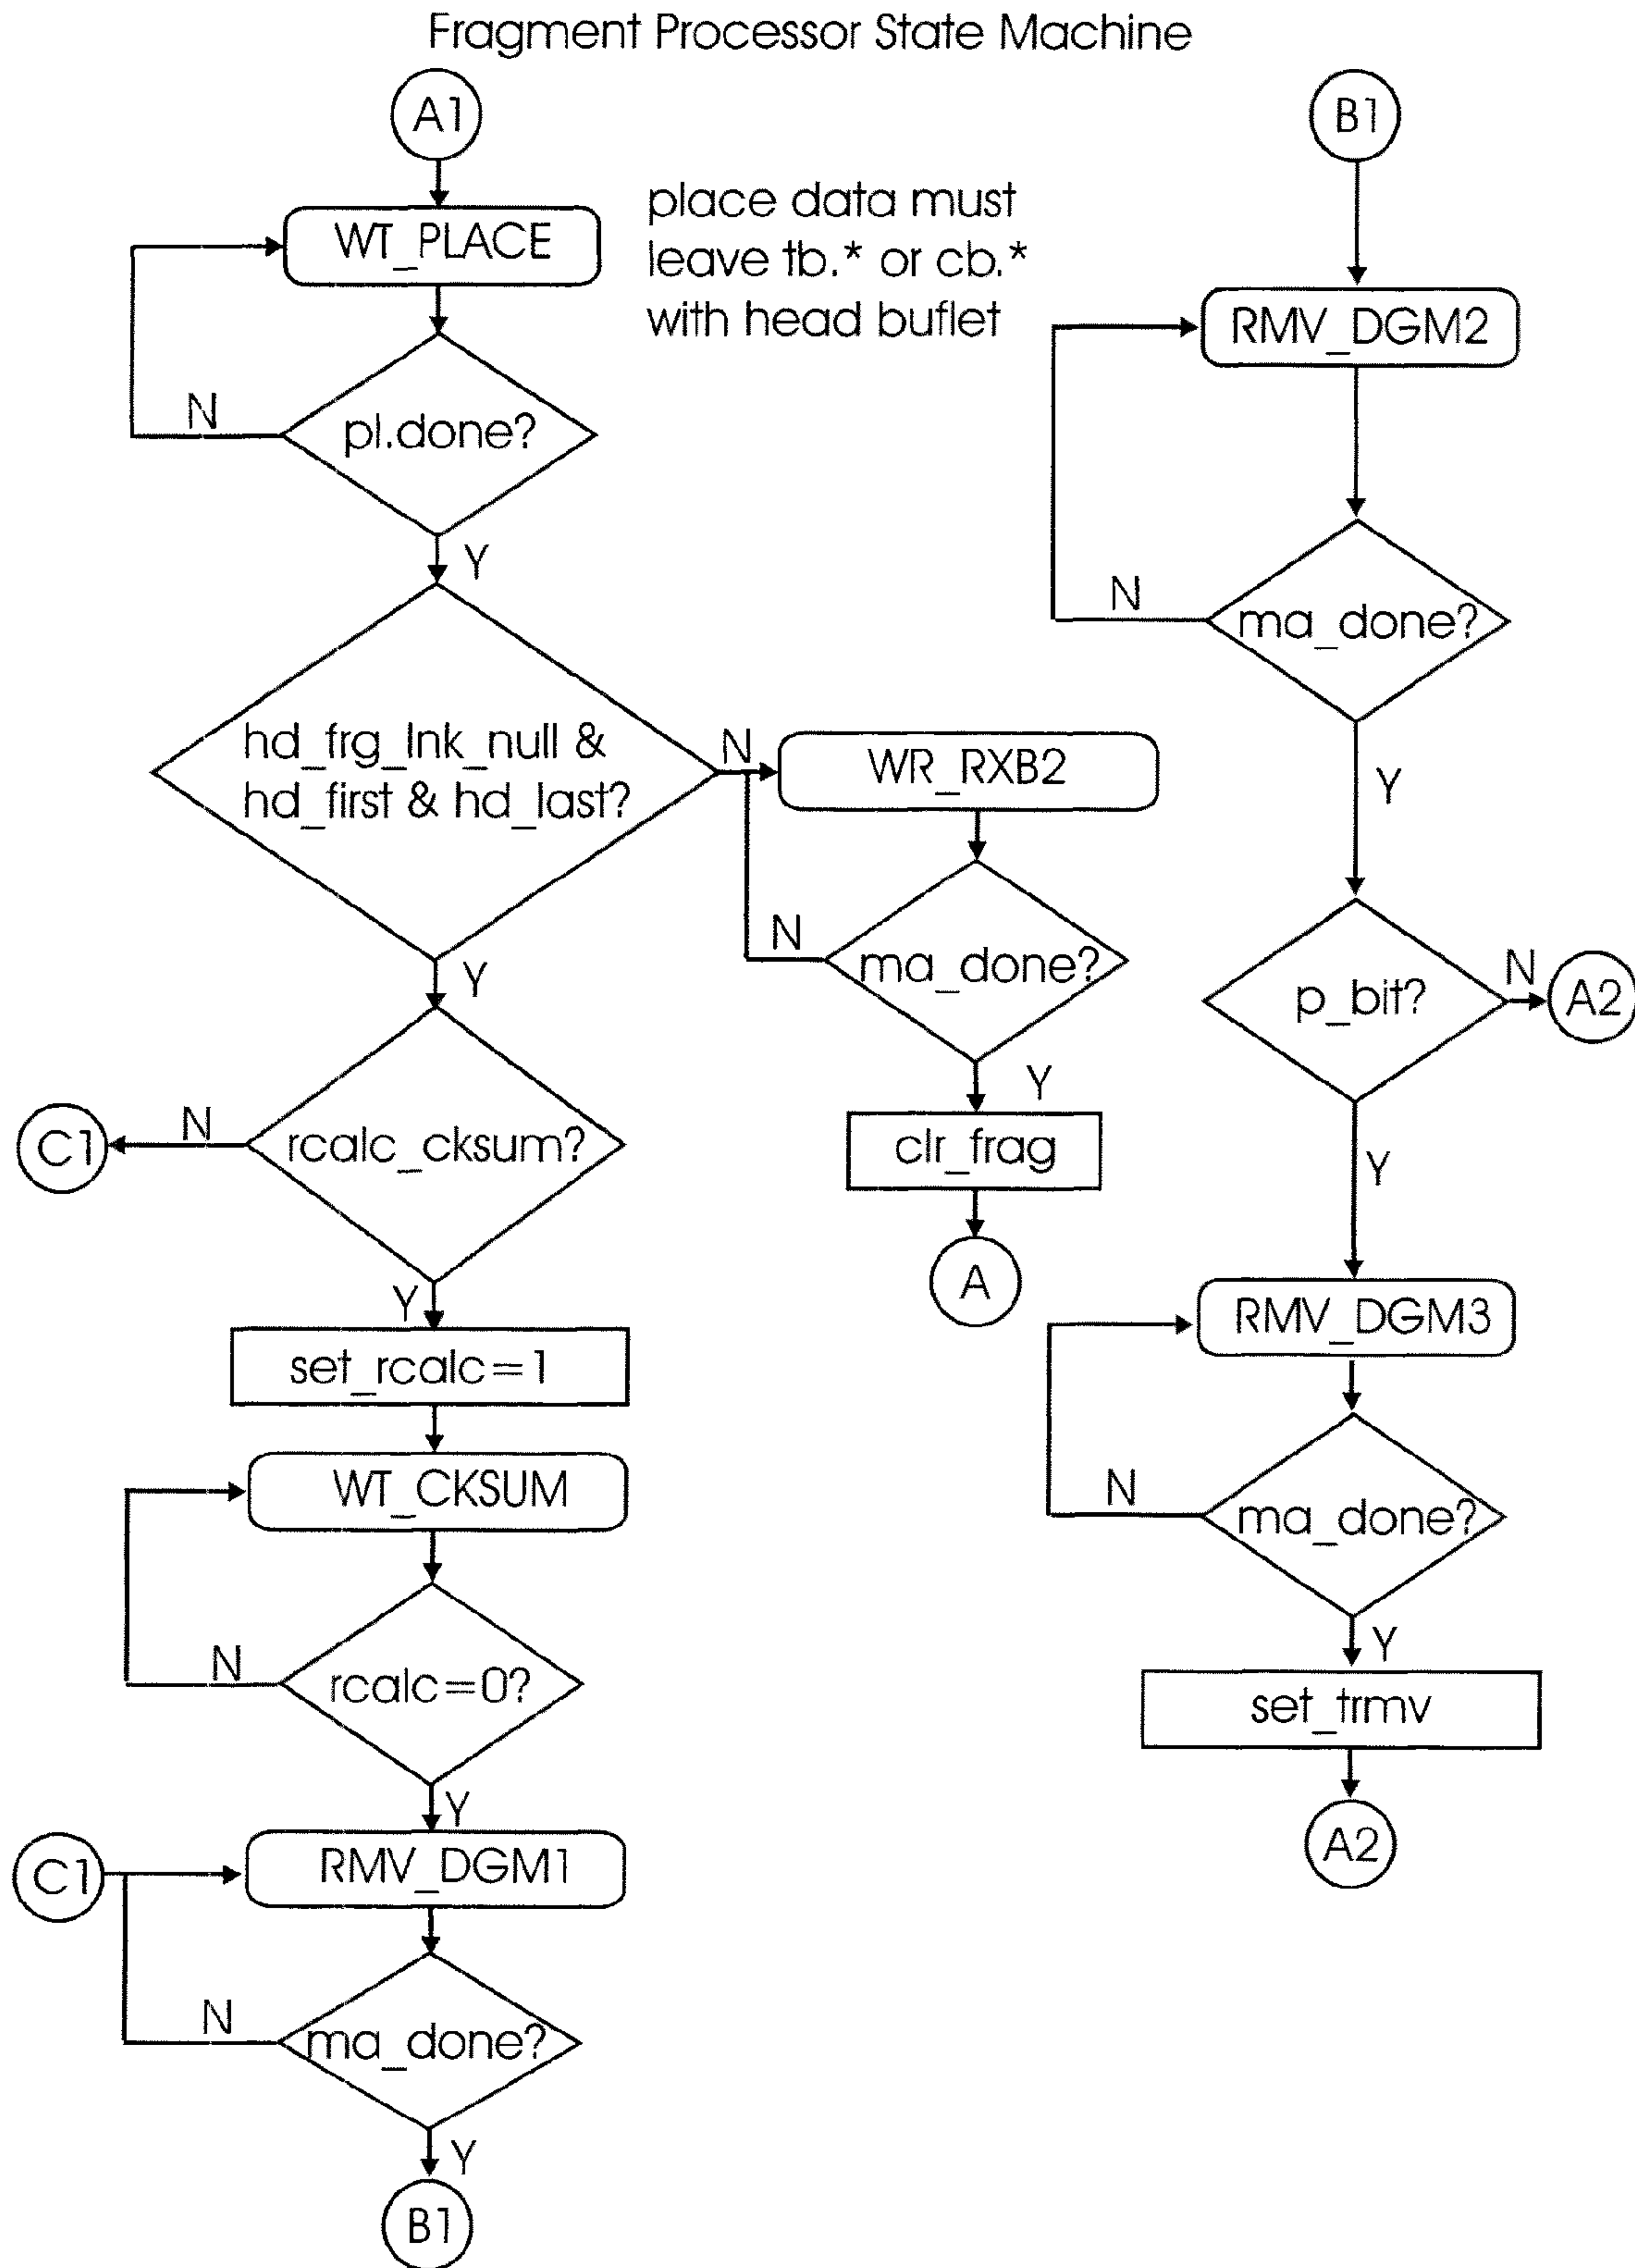 Fragment Processor State Machine
A1
WT_PLACE
place data must
leave tb.* or cb.*
with head buflet
N
pl.done?
Y
hd_frg_lnk_null &
hd_first & hd_last?
N
WR_RXB2
N
ma_done?
Y
clr_frag
A
Y
C1
N
rcalc_cksum?
Y
set_rcalc=1
WT_CKSUM
N
rcalc=0?
Y
C1
RMV_DGM1
N
ma_done?
Y
B1
B1
RMV_DGM2
N
ma_done?
Y
p_bit?
N
A2
Y
RMV_DGM3
N
ma_done?
Y
set_trmv
A2